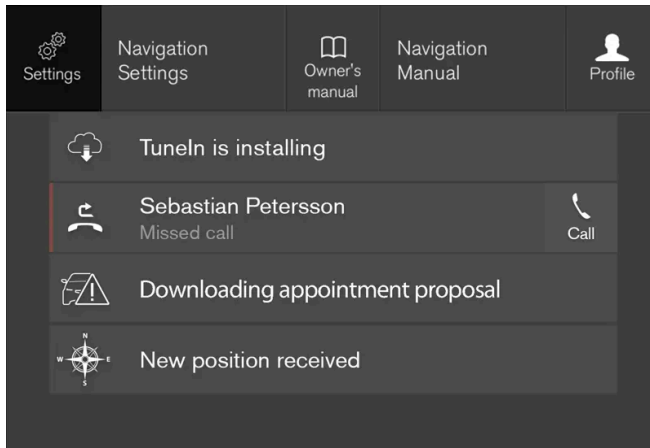 Settings
Navigation
Settings
Owner's
manual
Navigation
Manual
Profile
TuneIn is installing
Sebastian Petersson
Missed call
Call
Downloading appointment proposal
N
W
E
S
New position received